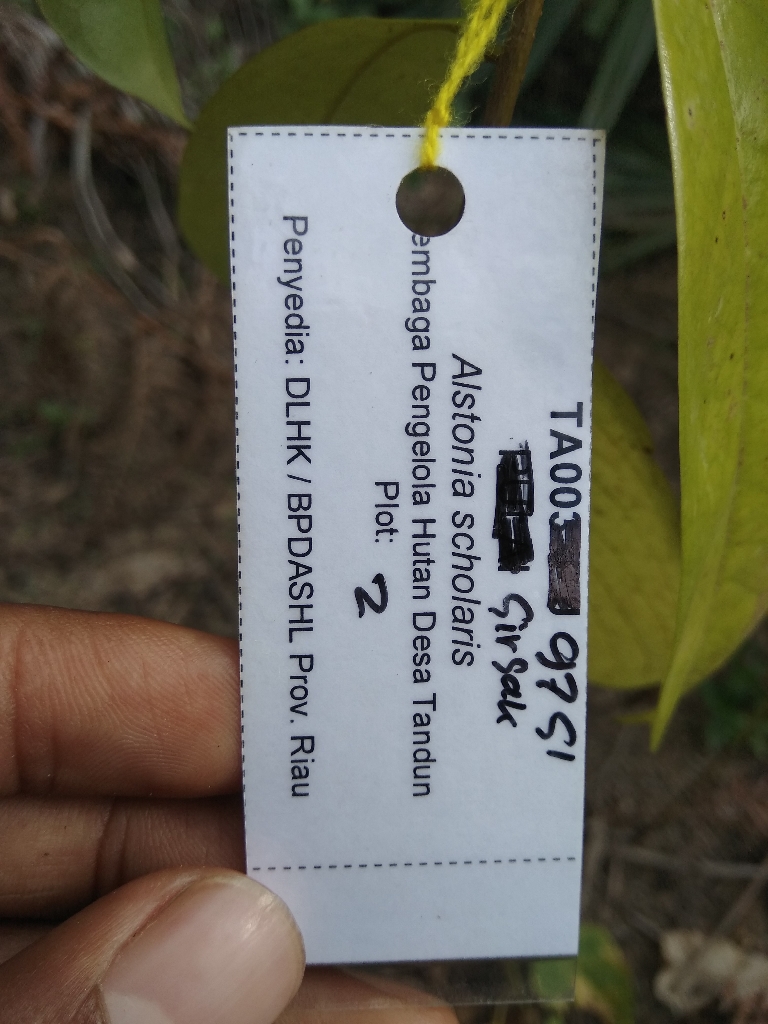 TA003 9751
Sirsak
Alstonia scholaris
embaga Pengelola Hutan Desa Tandun
Plot: 2
Penyedia: DLHK / BPDASHL Prov. Riau